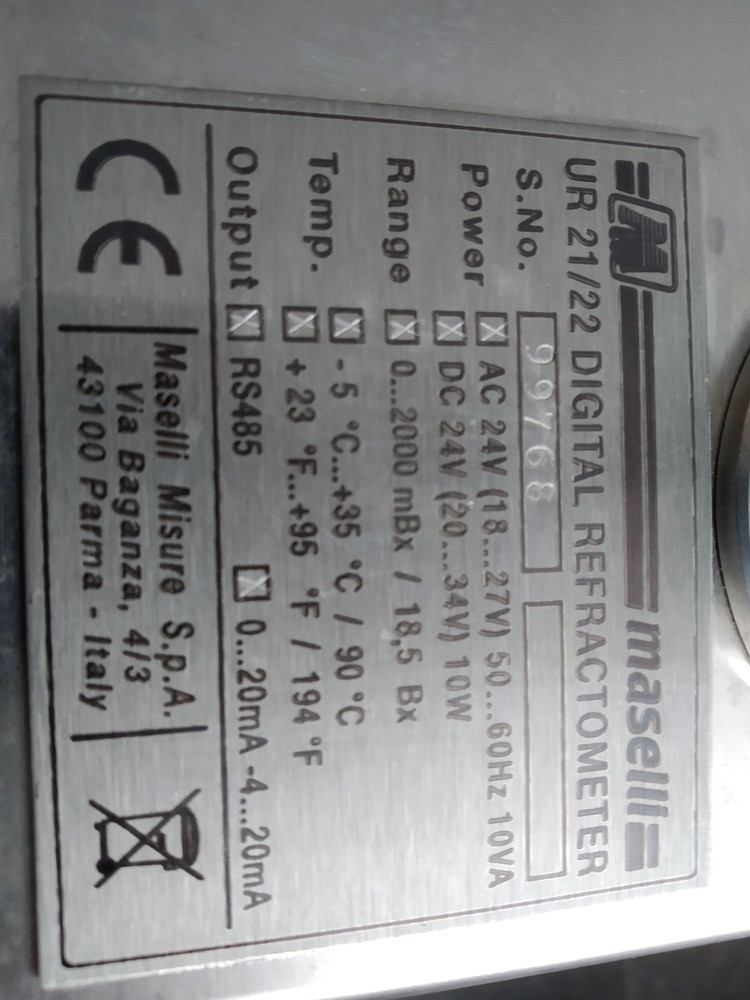 maselli
UR 21/22 DIGITAL REFRACTOMETER
S.No. 99768
Power ☒ AC 24V (18...27V) 50...60Hz 10VA
☒ DC 24V (20...34V) 10W
Range ☒ 0...2000 mBx / 18,5 Bx
Temp. ☒ - 5 °C...+35 °C / 90 °C
☒ + 23 °F...+95 °F / 194 °F
Output ☒ RS485 ☒ 0...20mA -4...20mA
CE
Maselli Misure S.p.A.
Via Baganza, 4/3
43100 Parma - Italy